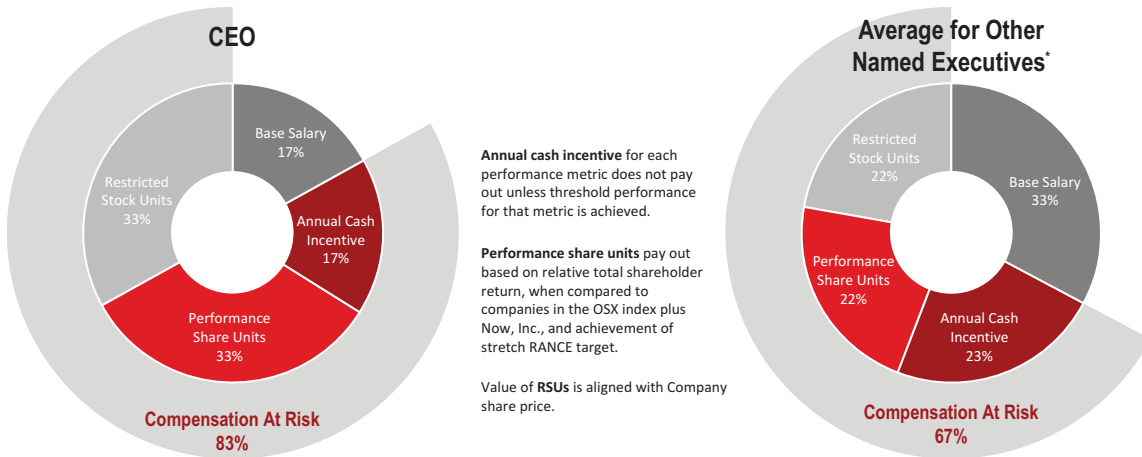 CEO
Base Salary
17%
Annual Cash
Incentive
17%
Performance
Share Units
33%
Restricted
Stock Units
33%
Compensation At Risk
83%
Annual cash incentive for each
performance metric does not pay
out unless threshold performance
for that metric is achieved.
Performance share units pay out
based on relative total shareholder
return, when compared to
companies in the OSX index plus
Now, Inc., and achievement of
stretch RANCE target.
Value of RSUs is aligned with Company
share price.
Average for Other
Named Executives*
Base Salary
33%
Annual Cash
Incentive
23%
Performance
Share Units
22%
Restricted
Stock Units
22%
Compensation At Risk
67%